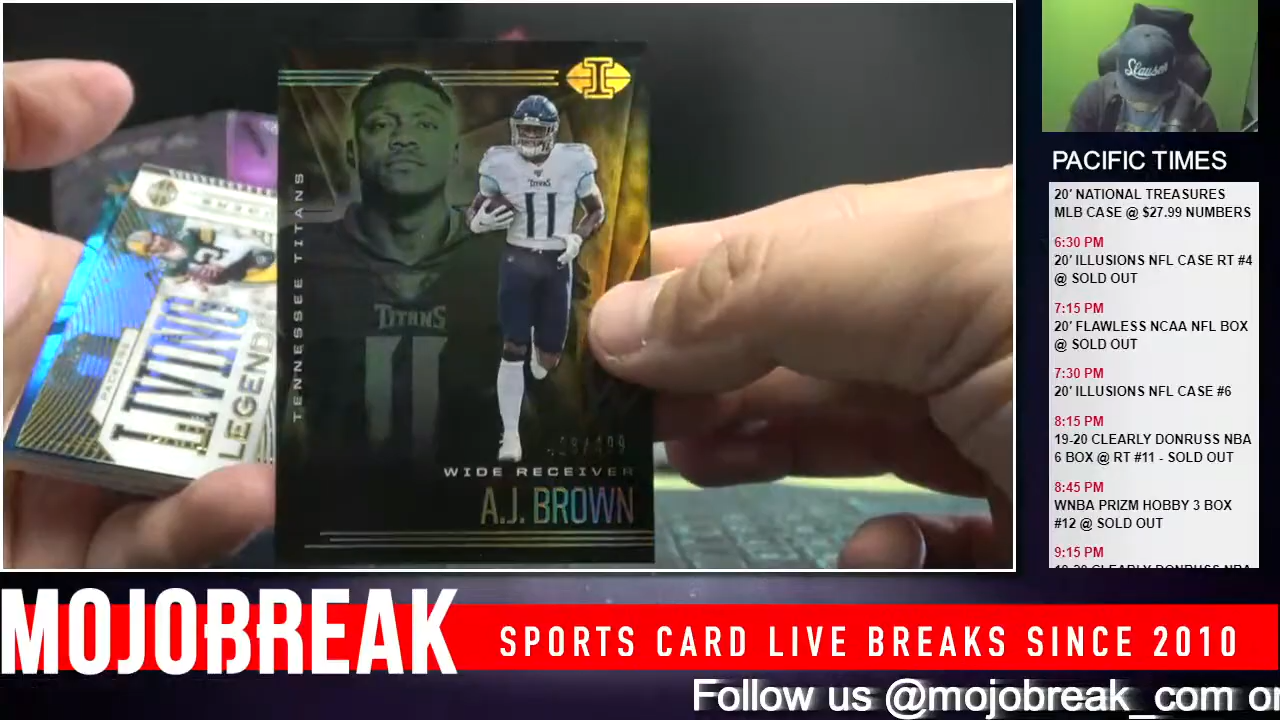 TENNESSEE TITANS
I
TITANS
11
TITANS
11
WIDE RECEIVER
A.J. BROWN
PACKERS
LIVING
LEGENDS
PACIFIC TIMES
20' NATIONAL TREASURES
MLB CASE @ $27.99 NUMBERS
6:30 PM
20' ILLUSIONS NFL CASE RT #4
@ SOLD OUT
7:15 PM
20' FLAWLESS NCAA NFL BOX
@ SOLD OUT
7:30 PM
20' ILLUSIONS NFL CASE #6
8:15 PM
19-20 CLEARLY DONRUSS NBA
6 BOX @ RT #11 - SOLD OUT
8:45 PM
WNBA PRIZM HOBBY 3 BOX
#12 @ SOLD OUT
9:15 PM
MOJOBREAK
SPORTS CARD LIVE BREAKS SINCE 2010
Follow us @mojobreak_com or